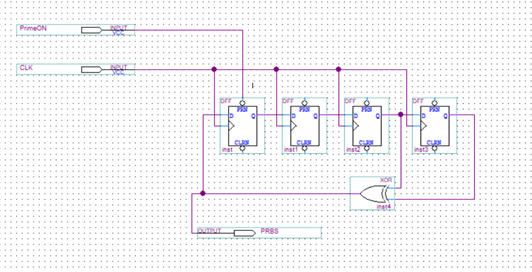 PrimeON INPUT
VCC
CLK INPUT
VCC
DFF DFF DFF DFF
PRN PRN PRN PRN
D Q D Q D Q D Q
CLRN CLRN CLRN CLRN
inst inst1 inst2 inst3
XOR
inst4
OUTPUT PRBS